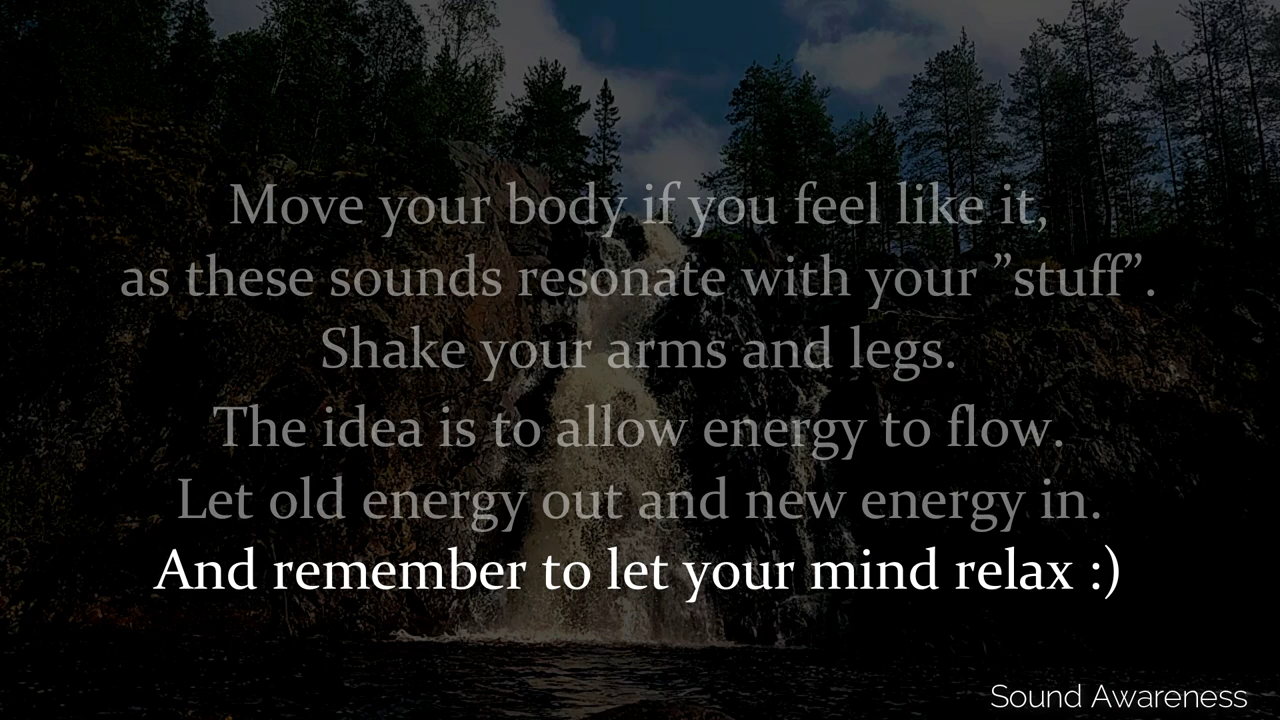 Move your body if you feel like it,
as these sounds resonate with your ”stuff”.
Shake your arms and legs.
The idea is to allow energy to flow.
Let old energy out and new energy in.
And remember to let your mind relax :)
Sound Awareness